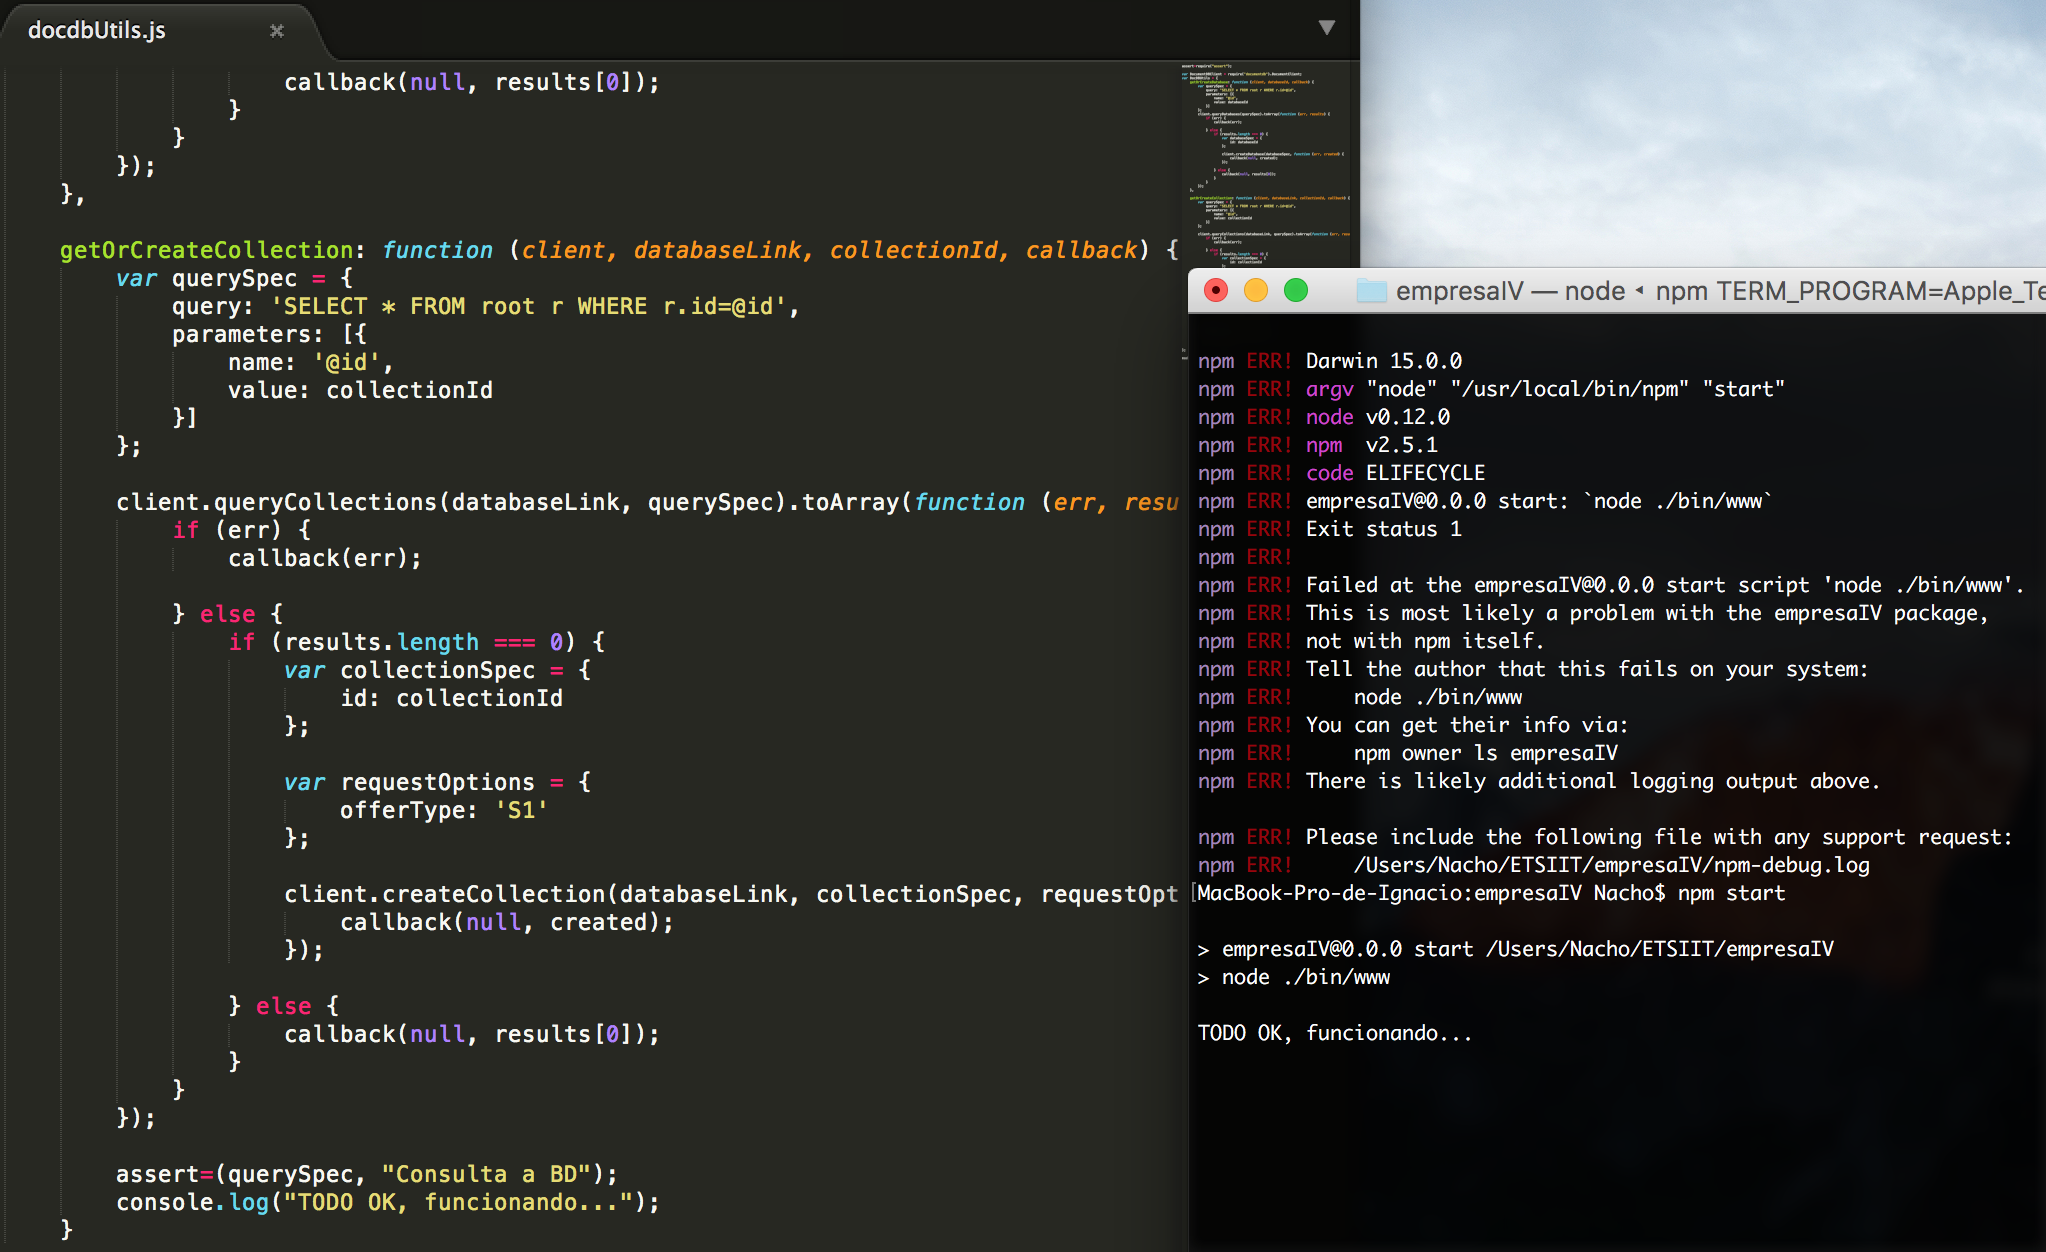 docdbUtils.js
callback(null, results[0]);
}
}
});
},
getOrCreateCollection: function (client, databaseLink, collectionId, callback) {
var querySpec = {
query: 'SELECT * FROM root r WHERE r.id=@id',
parameters: [{
name: '@id',
value: collectionId
}]
};
client.queryCollections(databaseLink, querySpec).toArray(function (err, resu
if (err) {
callback(err);
} else {
if (results.length === 0) {
var collectionSpec = {
id: collectionId
};
var requestOptions = {
offerType: 'S1'
};
client.createCollection(databaseLink, collectionSpec, requestOpt
callback(null, created);
});
} else {
callback(null, results[0]);
}
}
});
assert=(querySpec, "Consulta a BD");
console.log("TODO OK, funcionando...");
}
empresaIV — node ◂ npm TERM_PROGRAM=Apple_Te
npm ERR! Darwin 15.0.0
npm ERR! argv "node" "/usr/local/bin/npm" "start"
npm ERR! node v0.12.0
npm ERR! npm  v2.5.1
npm ERR! code ELIFECYCLE
npm ERR! empresaIV@0.0.0 start: `node ./bin/www`
npm ERR! Exit status 1
npm ERR!
npm ERR! Failed at the empresaIV@0.0.0 start script 'node ./bin/www'.
npm ERR! This is most likely a problem with the empresaIV package,
npm ERR! not with npm itself.
npm ERR! Tell the author that this fails on your system:
npm ERR!     node ./bin/www
npm ERR! You can get their info via:
npm ERR!     npm owner ls empresaIV
npm ERR! There is likely additional logging output above.
npm ERR! Please include the following file with any support request:
npm ERR!     /Users/Nacho/ETSIIT/empresaIV/npm-debug.log
[MacBook-Pro-de-Ignacio:empresaIV Nacho$ npm start
> empresaIV@0.0.0 start /Users/Nacho/ETSIIT/empresaIV
> node ./bin/www
TODO OK, funcionando...